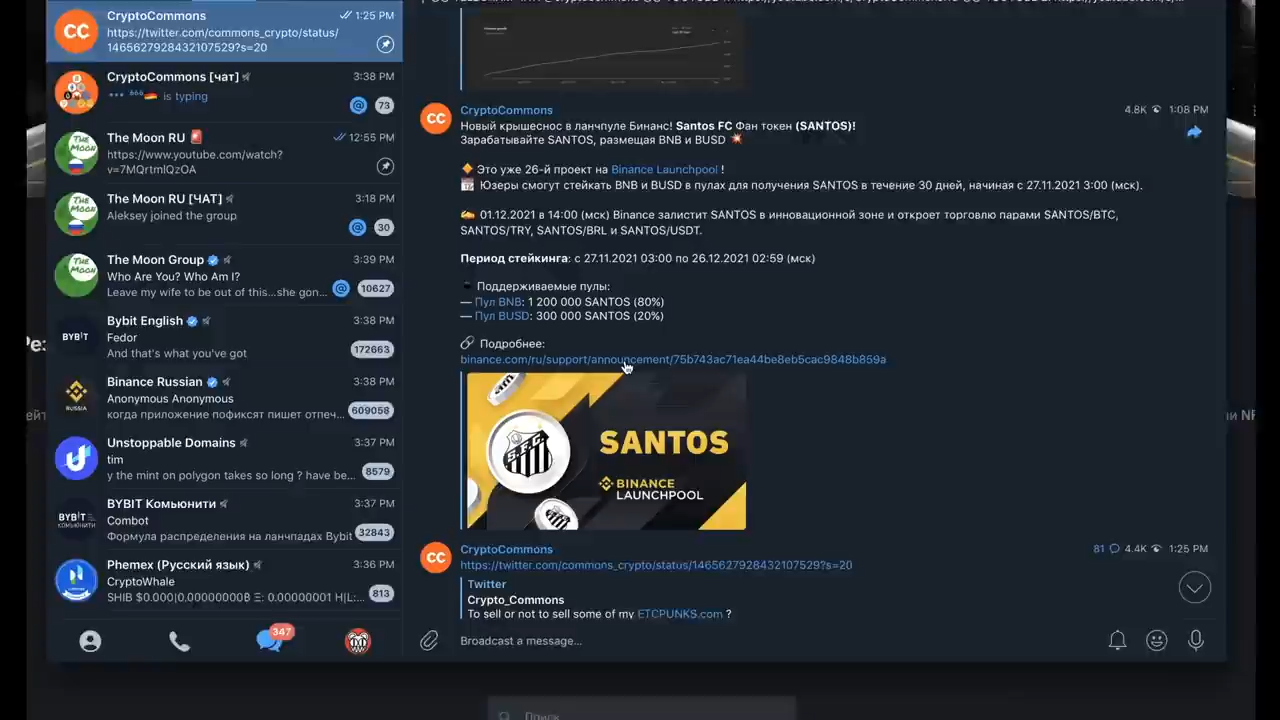 CryptoCommons
1:25 PM
https://twitter.com/commons_crypto/status/
1465627928432107529?s=20
CryptoCommons [чат]
3:38 PM
is typing
73
The Moon RU
12:55 PM
https://www.youtube.com/watch?
v=7MQrtmlQzOA
The Moon RU [ЧАТ]
3:18 PM
Aleksey joined the group
30
The Moon Group
3:39 PM
Who Are You? Who Am I?
Leave my wife to be out of this...she gon...
10627
Bybit English
3:38 PM
Fedor
And that's what you've got
172663
Binance Russian
3:38 PM
Anonymous Anonymous
когда приложение пофиксят пишет отпеч...
609058
Unstoppable Domains
3:37 PM
tim
y the mint on polygon takes so long ? have be...
8579
BYBIT Комьюнити
3:37 PM
Combot
Формула распределения на ланчпадах Bybit
32843
Phemex (Русский язык)
3:36 PM
CryptoWhale
SHIB $0.000|0.00000000₿ Ξ: 0.00000001 H|L:...
813
347
CryptoCommons
4.8K 1:08 PM
Новый крышеснос в ланчпуле Бинанс! Santos FC Фан токен (SANTOS)!
Зарабатывайте SANTOS, размещая BNB и BUSD
Это уже 26-й проект на Binance Launchpool !
Юзеры смогут стейкать BNB и BUSD в пулах для получения SANTOS в течение 30 дней, начиная с 27.11.2021 3:00 (мск).
01.12.2021 в 14:00 (мск) Binance залистит SANTOS в инновационной зоне и откроет торговлю парами SANTOS/BTC,
SANTOS/TRY, SANTOS/BRL и SANTOS/USDT.
Период стейкинга: с 27.11.2021 03:00 по 26.12.2021 02:59 (мск)
Поддерживаемые пулы:
— Пул BNB: 1 200 000 SANTOS (80%)
— Пул BUSD: 300 000 SANTOS (20%)
Подробнее:
binance.com/ru/support/announcement/75b743ac71ea44be8eb5cac9848b859a
SANTOS
BINANCE
LAUNCHPOOL
CryptoCommons
81 4.4K 1:25 PM
https://twitter.com/commons_crypto/status/1465627928432107529?s=20
Twitter
Crypto_Commons
To sell or not to sell some of my ETCPUNKS.com ?
Broadcast a message...
Поиск